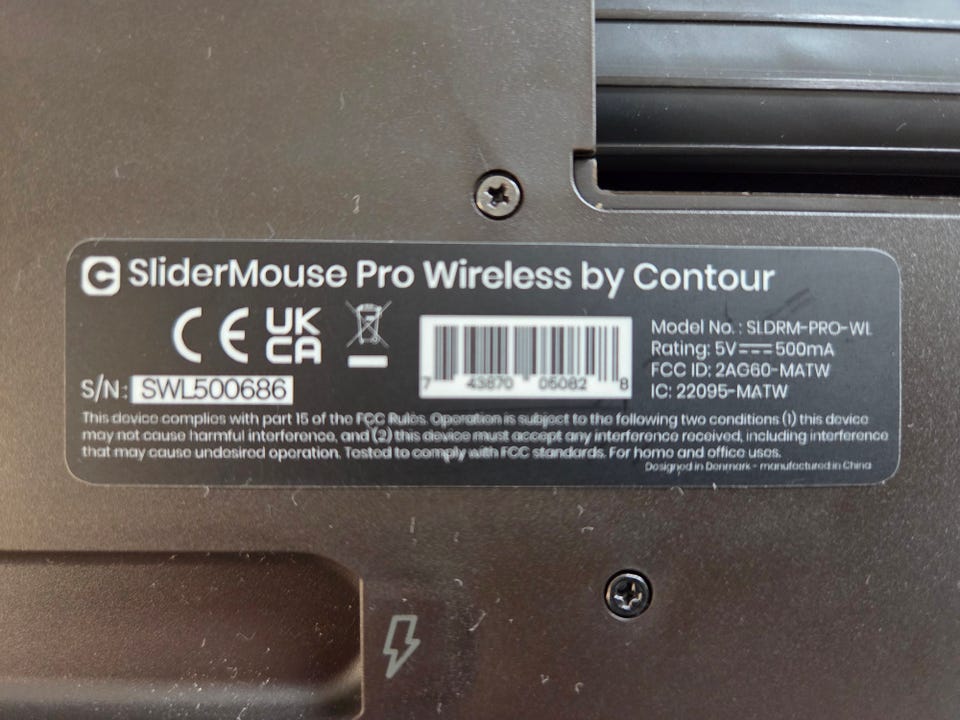 SliderMouse Pro Wireless by Contour
CE UK
CA
S/N: SWL500686
7 43870 05082 8
Model No. : SLDRM-PRO-WL
Rating: 5V⎓500mA
FCC ID: 2AG60-MATW
IC: 22095-MATW
This device complies with part 15 of the FCC Rules. Operation is subject to the following two conditions (1) this device
may not cause harmful interference, and (2) this device must accept any interference received, including interference
that may cause undesired operation. Tested to comply with FCC standards. For home and office uses.
Designed in Denmark - manufactured in China